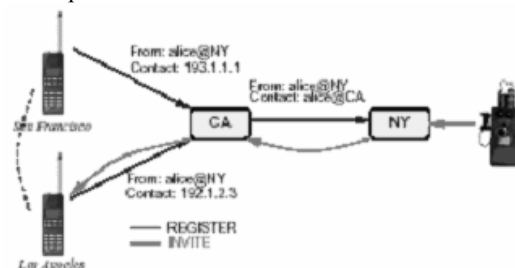 From: alice@NY
Contact: 193.1.1.1
From: alice@NY
Contact: alice@CA
San Francisco
CA
NY
From: alice@NY
Contact: 192.1.2.3
REGISTER
INVITE
Los Angeles